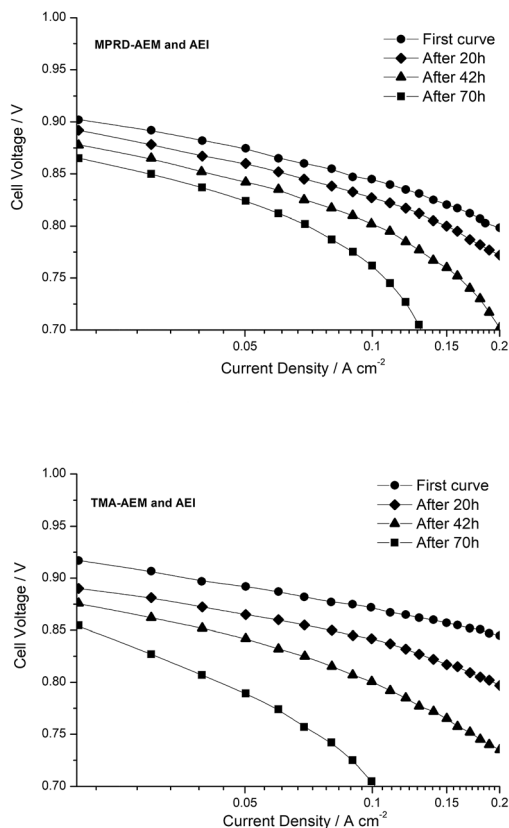 MPRD-AEM and AEI
First curve
After 20h
After 42h
After 70h
1.00
0.95
0.90
0.85
0.80
0.75
0.70
Cell Voltage / V
0.05
0.1
0.15
0.2
Current Density / A cm⁻²
TMA-AEM and AEI
First curve
After 20h
After 42h
After 70h
1.00
0.95
0.90
0.85
0.80
0.75
0.70
Cell Voltage / V
0.05
0.1
0.15
0.2
Current Density / A cm⁻²